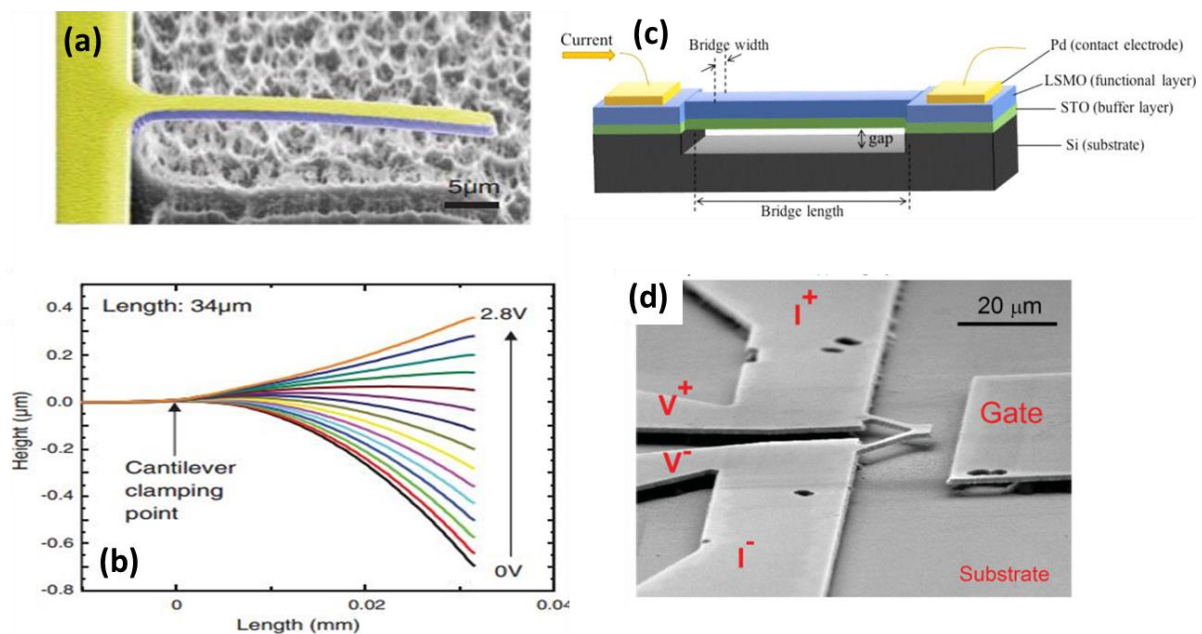 (a)
5μm
(c)
Current
Bridge width
Pd (contact electrode)
LSMO (functional layer)
STO (buffer layer)
Si (substrate)
gap
Bridge length
Length: 34μm
2.8V
0V
Cantilever
clamping
point
(b)
0.4
0.2
0.0
-0.2
-0.4
-0.6
-0.8
0
0.02
0.04
Height (μm)
Length (mm)
(d)
20 μm
I+
V+
V-
I-
Gate
Substrate